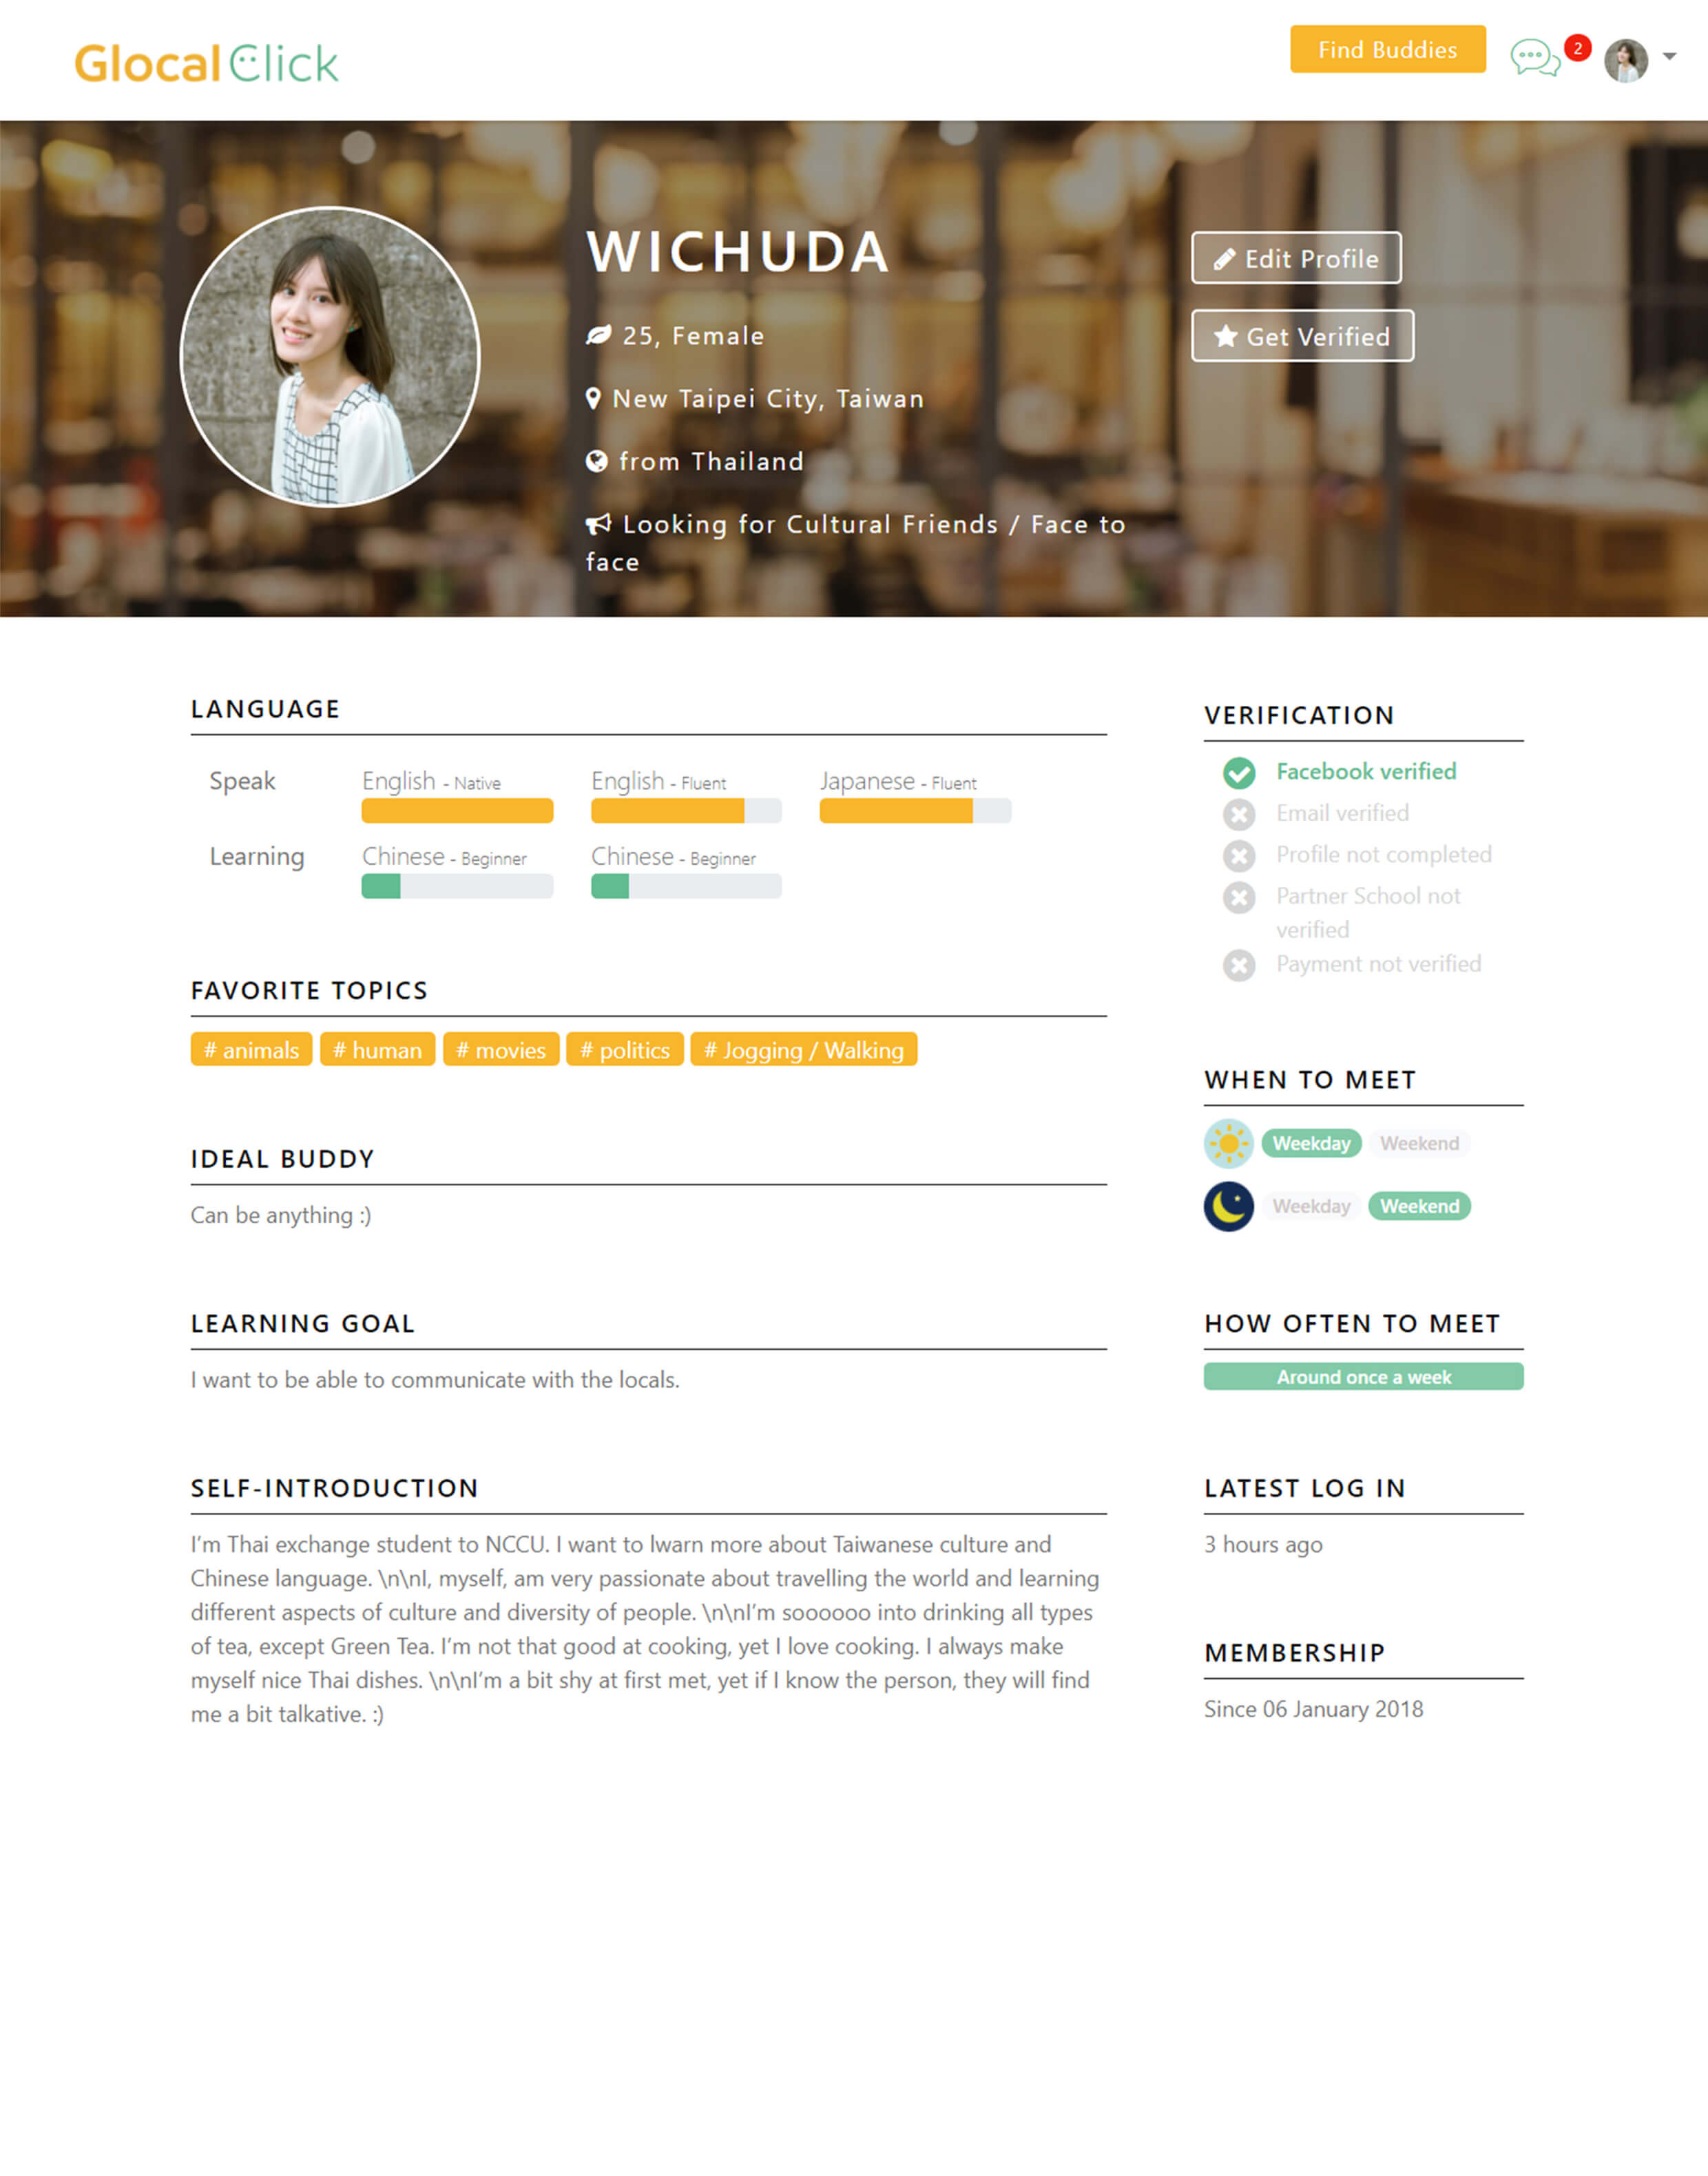 Glocal Click
Find Buddies
2
WICHUDA
25, Female
New Taipei City, Taiwan
from Thailand
Looking for Cultural Friends / Face to
face
Edit Profile
Get Verified
LANGUAGE
Speak
English - Native
English - Fluent
Japanese - Fluent
Learning
Chinese - Beginner
Chinese - Beginner
FAVORITE TOPICS
# animals
# human
# movies
# politics
# Jogging / Walking
IDEAL BUDDY
Can be anything :)
LEARNING GOAL
I want to be able to communicate with the locals.
SELF-INTRODUCTION
I'm Thai exchange student to NCCU. I want to lwarn more about Taiwanese culture and
Chinese language. \n\nI, myself, am very passionate about travelling the world and learning
different aspects of culture and diversity of people. \n\nI'm soooooo into drinking all types
of tea, except Green Tea. I'm not that good at cooking, yet I love cooking. I always make
myself nice Thai dishes. \n\nI'm a bit shy at first met, yet if I know the person, they will find
me a bit talkative. :)
VERIFICATION
Facebook verified
Email verified
Profile not completed
Partner School not
verified
Payment not verified
WHEN TO MEET
Weekday Weekend
Weekday Weekend
HOW OFTEN TO MEET
Around once a week
LATEST LOG IN
3 hours ago
MEMBERSHIP
Since 06 January 2018